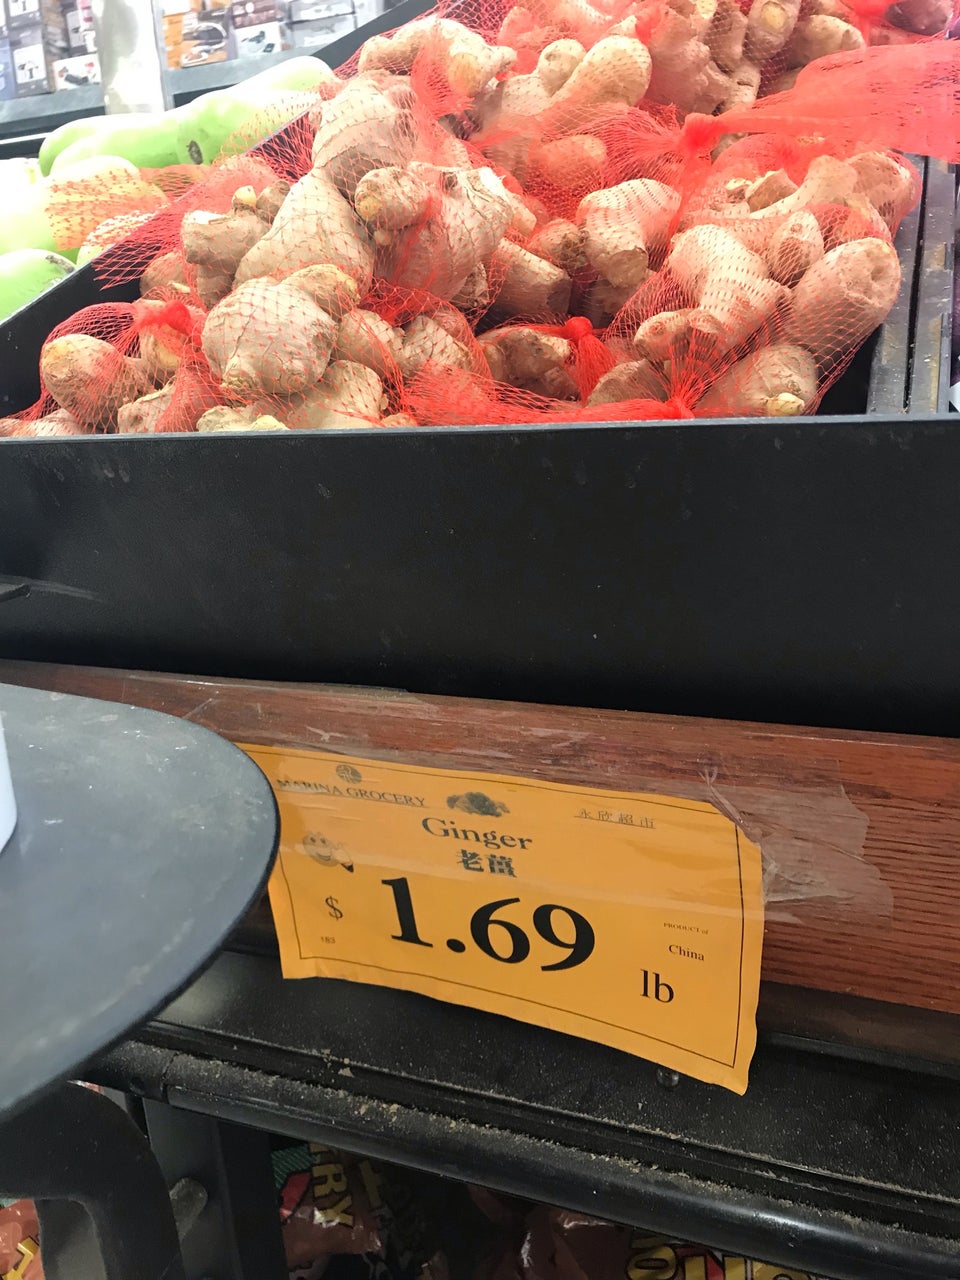 MARINA GROCERY
永欣超市
Ginger
老薑
$ 1.69 lb
183
PRODUCT of
China